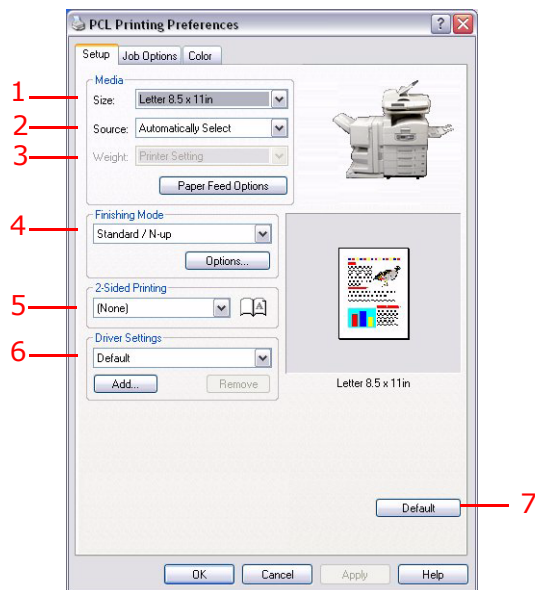 PCL Printing Preferences
Setup Job Options Color
Media
1 Size: Letter 8.5 x 11in
2 Source: Automatically Select
3 Weight: Printer Setting
Paper Feed Options
Finishing Mode
4 Standard / N-up
Options...
2-Sided Printing
5 (None) A
Driver Settings
6 Default
Add... Remove
Letter 8.5 x 11in
Default 7
OK Cancel Apply Help